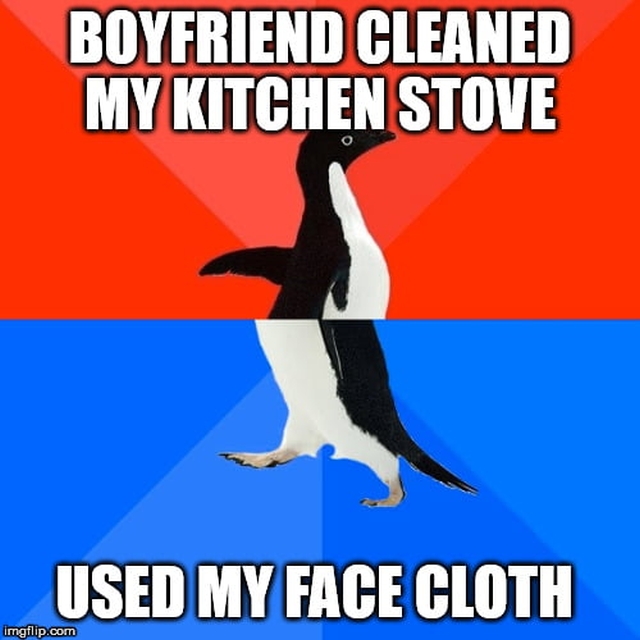 BOYFRIEND CLEANED
MY KITCHEN STOVE
USED MY FACE CLOTH
imgflip.com